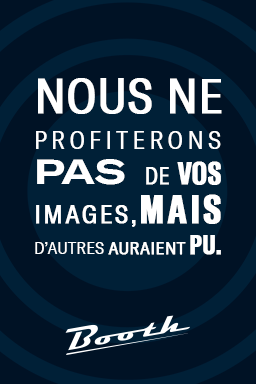 NOUS NE
PROFITERONS
PAS DE VOS
IMAGES, MAIS
D'AUTRES AURAIENT PU.
Booth